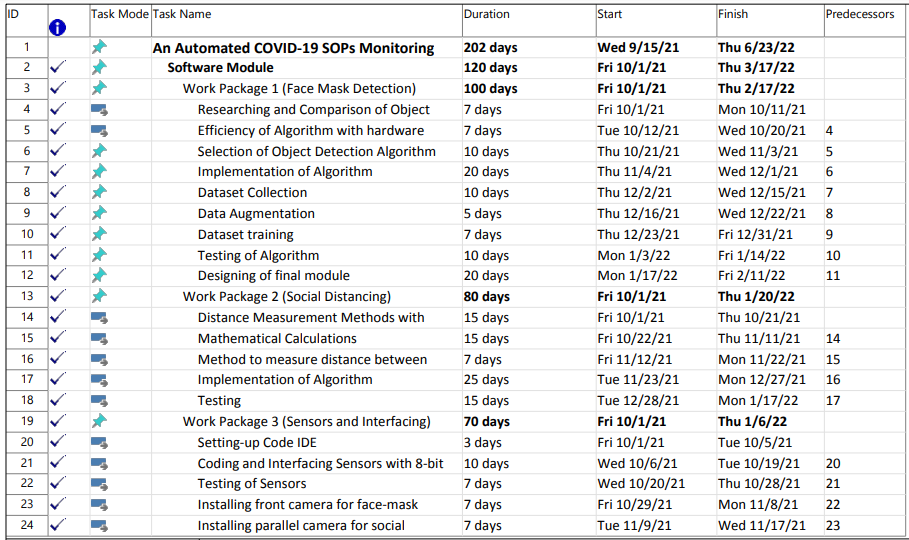 ID Task Mode Task Name Duration Start Finish Predecessors
1 An Automated COVID-19 SOPs Monitoring 202 days Wed 9/15/21 Thu 6/23/22
2 Software Module 120 days Fri 10/1/21 Thu 3/17/22
3 Work Package 1 (Face Mask Detection) 100 days Fri 10/1/21 Thu 2/17/22
4 Researching and Comparison of Object 7 days Fri 10/1/21 Mon 10/11/21
5 Efficiency of Algorithm with hardware 7 days Tue 10/12/21 Wed 10/20/21 4
6 Selection of Object Detection Algorithm 10 days Thu 10/21/21 Wed 11/3/21 5
7 Implementation of Algorithm 20 days Thu 11/4/21 Wed 12/1/21 6
8 Dataset Collection 10 days Thu 12/2/21 Wed 12/15/21 7
9 Data Augmentation 5 days Thu 12/16/21 Wed 12/22/21 8
10 Dataset training 7 days Thu 12/23/21 Fri 12/31/21 9
11 Testing of Algorithm 10 days Mon 1/3/22 Fri 1/14/22 10
12 Designing of final module 20 days Mon 1/17/22 Fri 2/11/22 11
13 Work Package 2 (Social Distancing) 80 days Fri 10/1/21 Thu 1/20/22
14 Distance Measurement Methods with 15 days Fri 10/1/21 Thu 10/21/21
15 Mathematical Calculations 15 days Fri 10/22/21 Thu 11/11/21 14
16 Method to measure distance between 7 days Fri 11/12/21 Mon 11/22/21 15
17 Implementation of Algorithm 25 days Tue 11/23/21 Mon 12/27/21 16
18 Testing 15 days Tue 12/28/21 Mon 1/17/22 17
19 Work Package 3 (Sensors and Interfacing) 70 days Fri 10/1/21 Thu 1/6/22
20 Setting-up Code IDE 3 days Fri 10/1/21 Tue 10/5/21
21 Coding and Interfacing Sensors with 8-bit 10 days Wed 10/6/21 Tue 10/19/21 20
22 Testing of Sensors 7 days Wed 10/20/21 Thu 10/28/21 21
23 Installing front camera for face-mask 7 days Fri 10/29/21 Mon 11/8/21 22
24 Installing parallel camera for social 7 days Tue 11/9/21 Wed 11/17/21 23